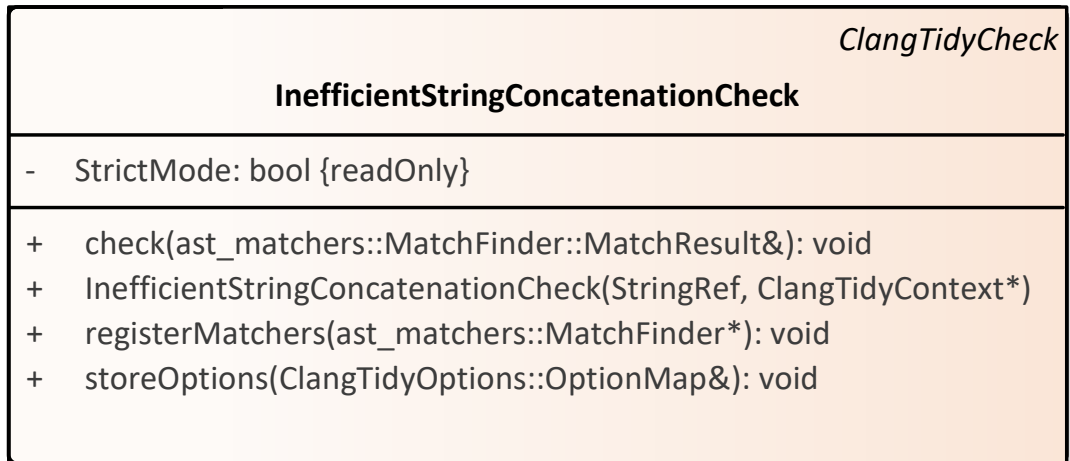 ClangTidyCheck
InefficientStringConcatenationCheck
- StrictMode: bool {readOnly}
+ check(ast_matchers::MatchFinder::MatchResult&): void
+ InefficientStringConcatenationCheck(StringRef, ClangTidyContext*)
+ registerMatchers(ast_matchers::MatchFinder*): void
+ storeOptions(ClangTidyOptions::OptionMap&): void